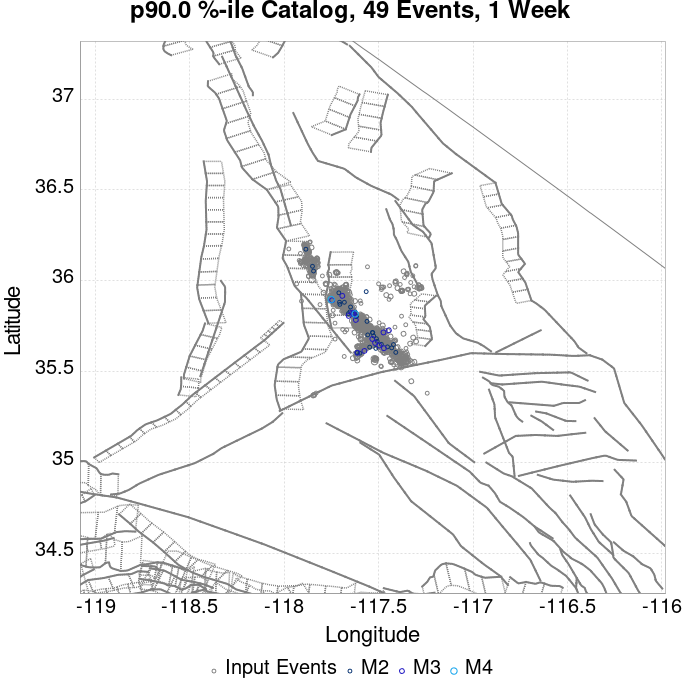 p90.0 %-ile Catalog, 49 Events, 1 Week
37
36.5
36
35.5
35
34.5
Latitude
-119 -118.5 -118 -117.5 -117 -116.5 -116
Longitude
Input Events M2 M3 M4